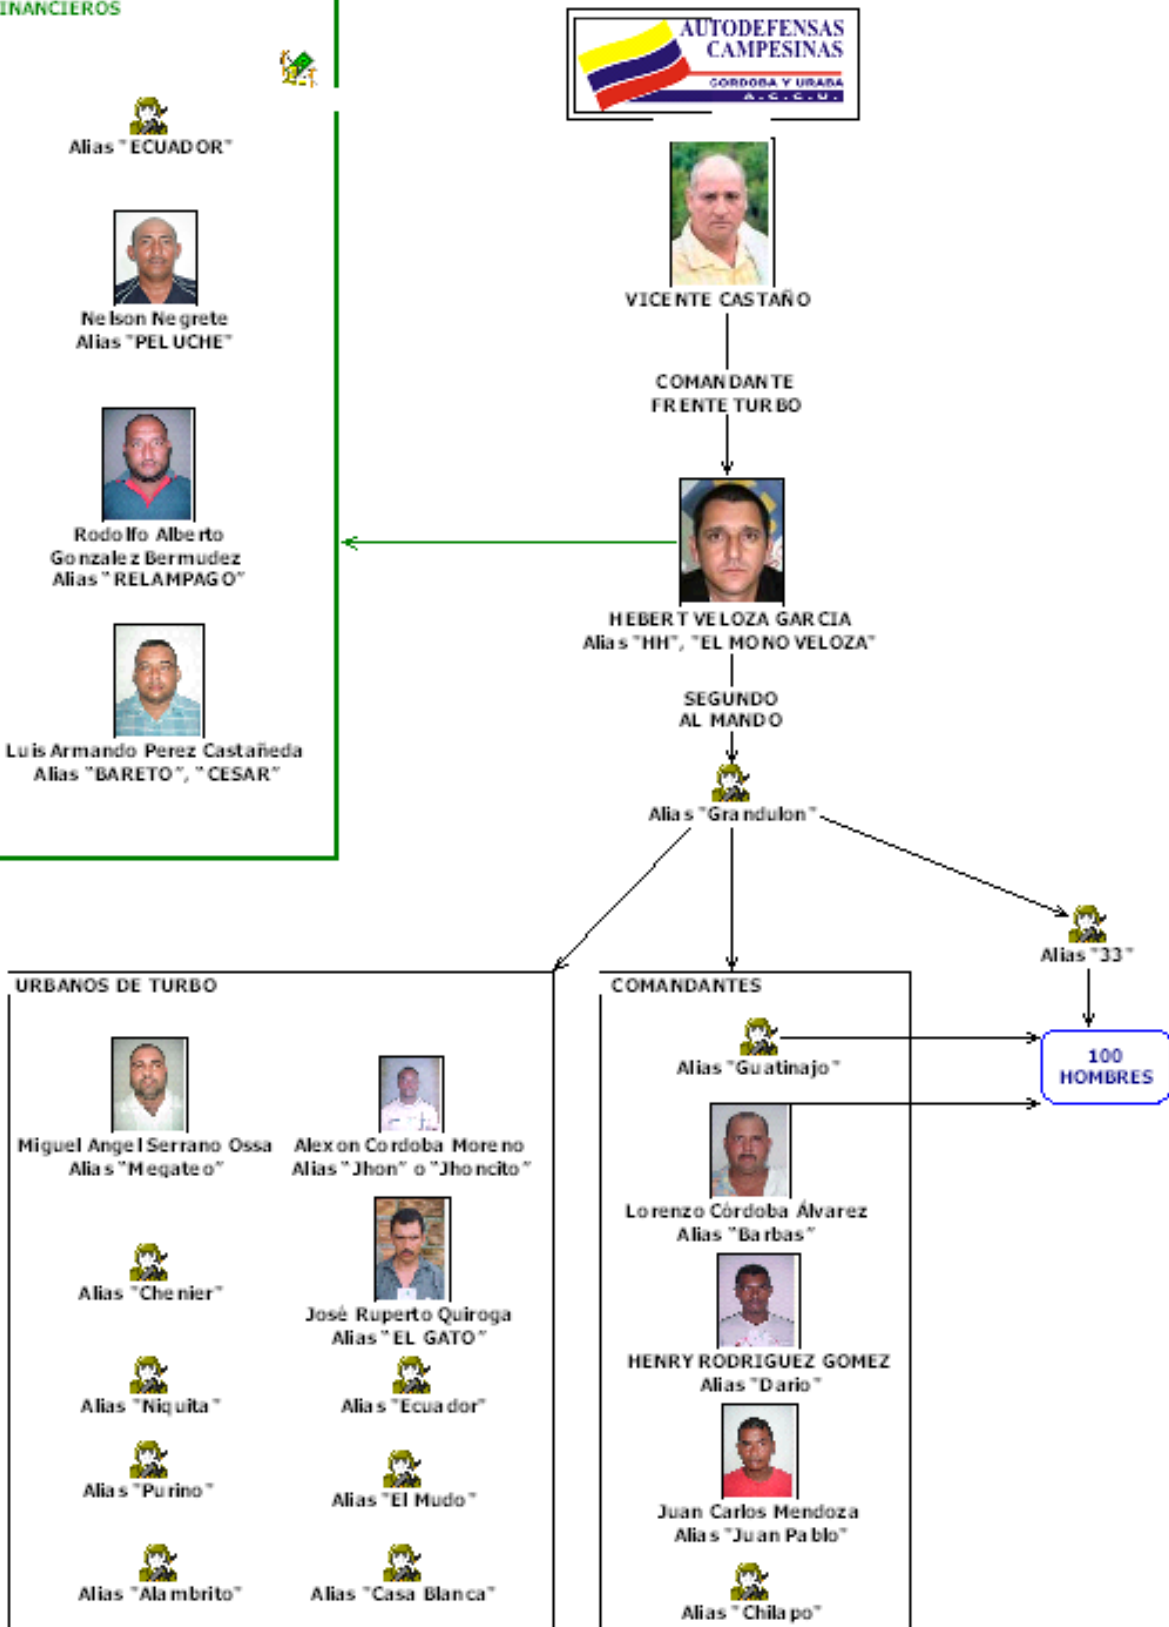 INANCIEROS
Alias "ECUADOR"
Nelson Negrete
Alias "PELUCHE"
Rodolfo Alberto
Gonzalez Bermudez
Alias "RELAMPAGO"
Luis Armando Perez Castañeda
Alias "BARETO", "CESAR"
AUTODEFENSAS
CAMPESINAS
CORDOBA Y URABA
A.C.C.U.
VICENTE CASTAÑO
COMANDANTE
FRENTE TURBO
HEBERT VELOZA GARCIA
Alias "HH", "EL MONO VELOZA"
SEGUNDO
AL MANDO
Alias "Grandulon"
Alias "33"
100
HOMBRES
URBANOS DE TURBO
Miguel Angel Serrano Ossa
Alias "Megateo"
Alexon Cordoba Moreno
Alias "Jhon" o "Jhoncito"
Alias "Chenier"
José Ruperto Quiroga
Alias "EL GATO"
Alias "Niquita"
Alias "Ecuador"
Alias "Purino"
Alias "El Mudo"
Alias "Alambrito"
Alias "Casa Blanca"
COMANDANTES
Alias "Guatinajo"
Lorenzo Córdoba Álvarez
Alias "Barbas"
HENRY RODRIGUEZ GOMEZ
Alias "Dario"
Juan Carlos Mendoza
Alias "Juan Pablo"
Alias "Chilapo"